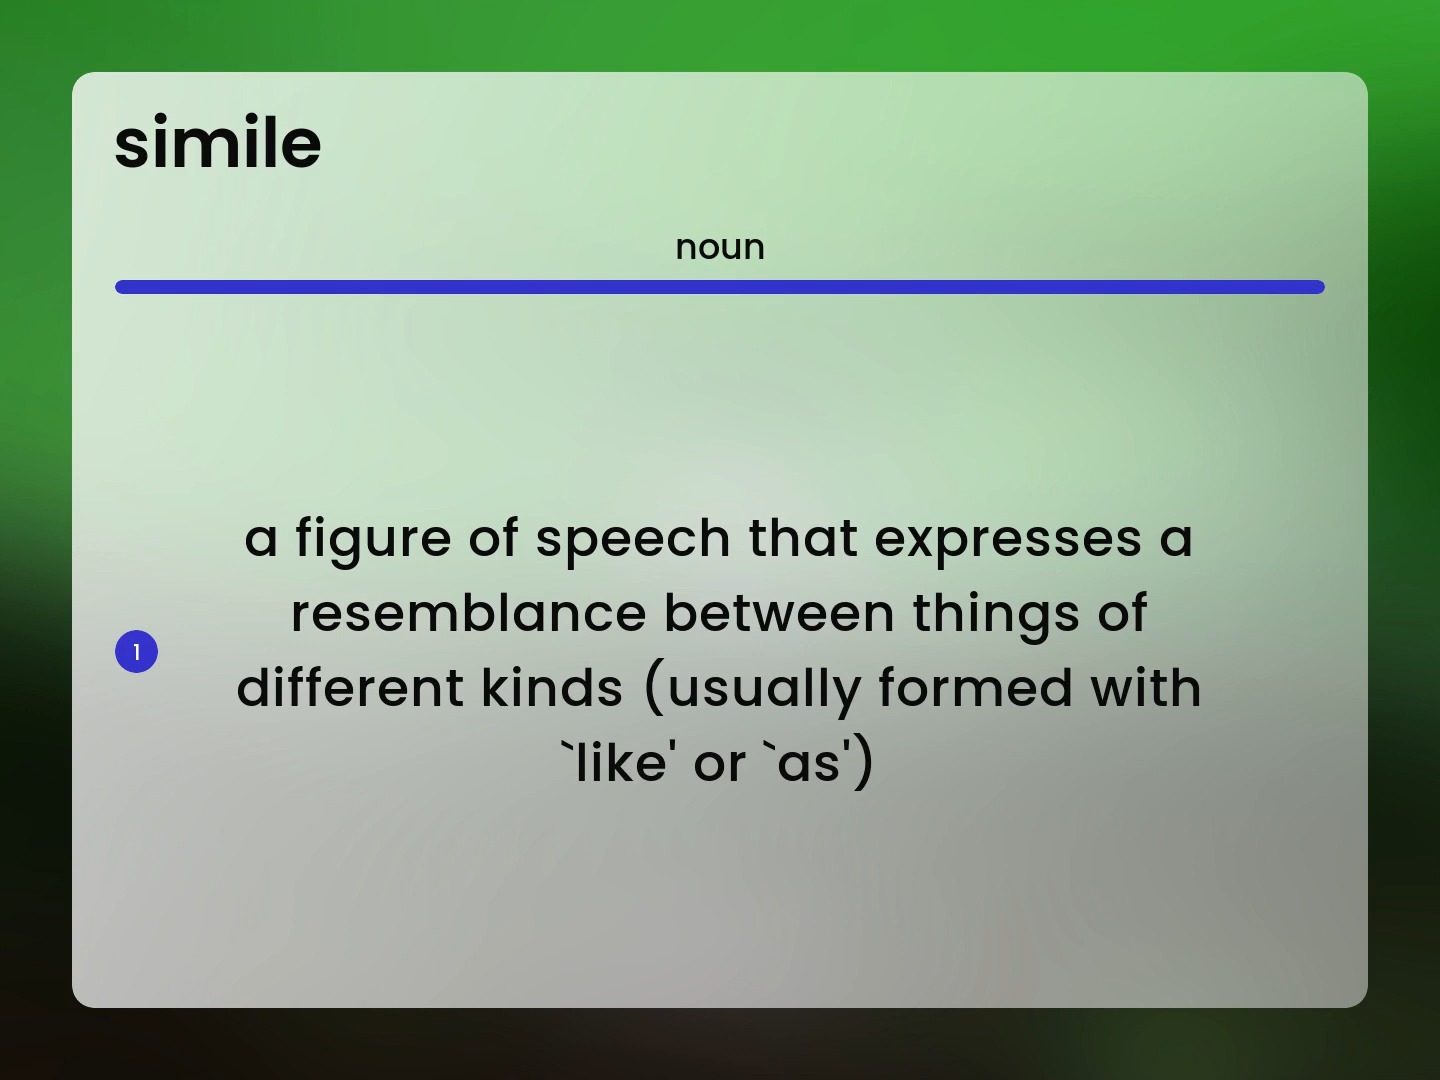 simile
noun
a figure of speech that expresses a
resemblance between things of
1
different kinds (usually formed with
`like' or `as')